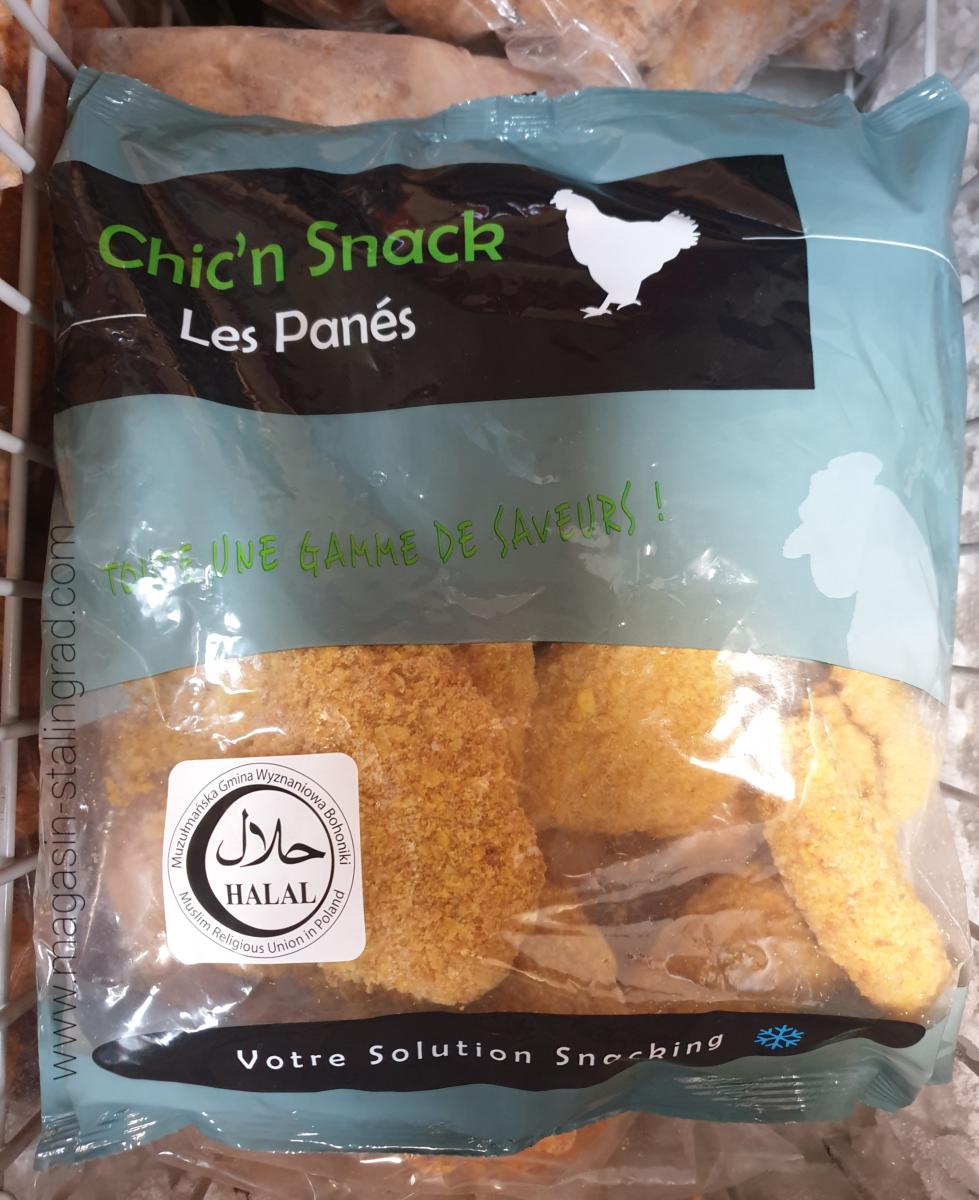 Chic'n Snack
Les Panés
TOUTE UNE GAMME DE SAVEURS !
www.magasin-stalingrad.com
Muzułmańska Gmina Wyznaniowa Bohoniki
حلال
HALAL
Muslim Religious Union in Poland
Votre Solution Snacking